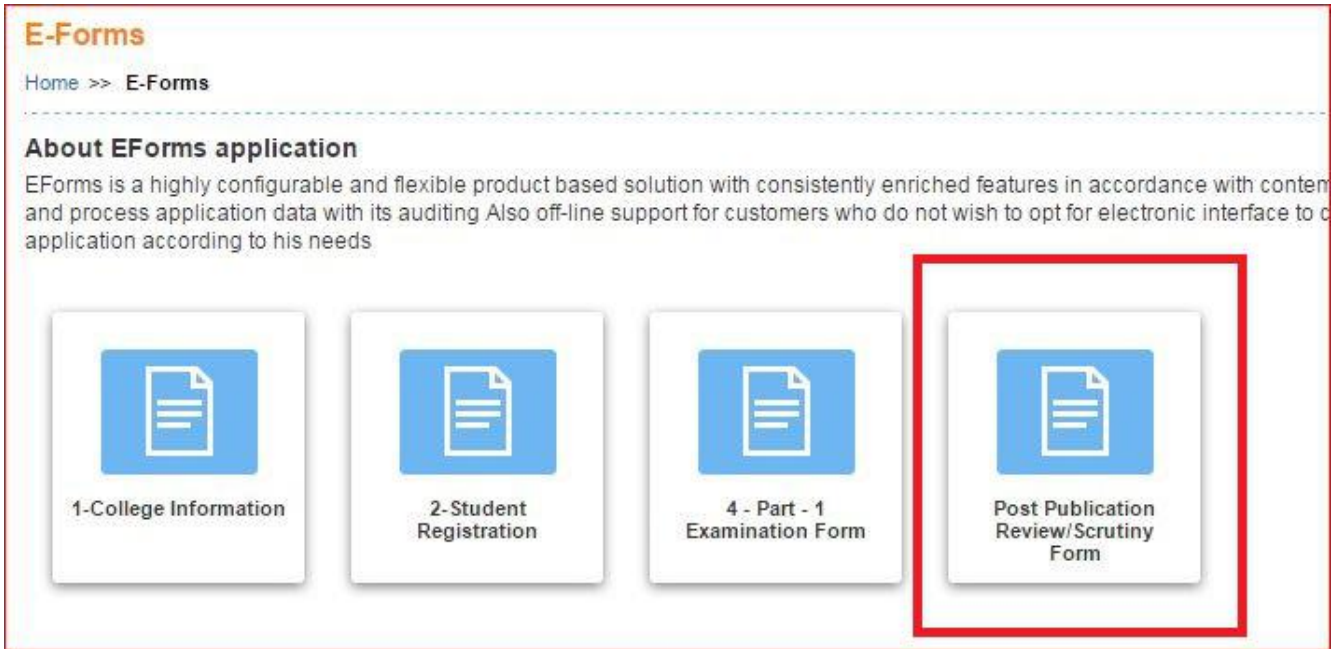 E-Forms
Home >> E-Forms
About EForms application
EForms is a highly configurable and flexible product based solution with consistently enriched features in accordance with
and process application data with its auditing Also off-line support for customers who do not wish to opt for electronic interface to
application according to his needs
1-College Information
2-Student
Registration
4 - Part - 1
Examination Form
Post Publication
Review/Scrutiny
Form